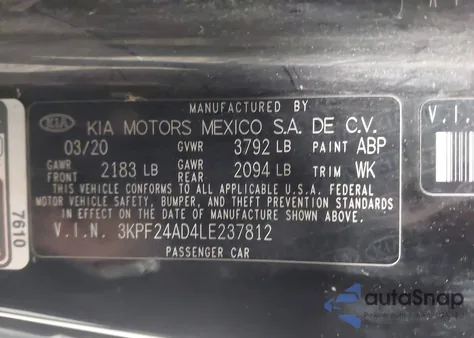 MANUFACTURED BY
KIA KIA MOTORS MEXICO S.A. DE C.V.
03/20 GVWR 3792 LB PAINT ABP
GAWR FRONT 2183 LB GAWR REAR 2094 LB TRIM WK
THIS VEHICLE CONFORMS TO ALL APPLICABLE U.S.A. FEDERAL
MOTOR VEHICLE SAFETY, BUMPER, AND THEFT PREVENTION STANDARDS
IN EFFECT ON THE DATE OF MANUFACTURE SHOWN ABOVE.
V.I.N. 3KPF24AD4LE237812
PASSENGER CAR
7610
V.I.
autoSnap